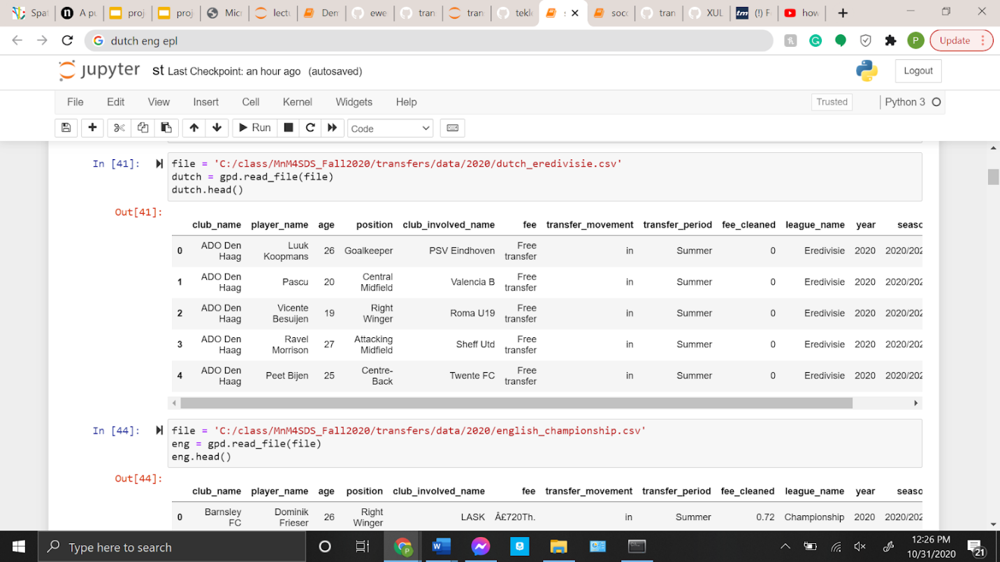 Spat
A pu
proj
proj
Micr
lectu
Den
ewe
tran
tran
tekle
s
soco
tran
XUL
tm (!) F
how
dutch eng epl
P
Update
jupyter st Last Checkpoint: an hour ago (autosaved)
Logout
File Edit View Insert Cell Kernel Widgets Help
Trusted
Python 3
Run
Code
In [41]:
file = 'C:/class/MnM4SDS_Fall2020/transfers/data/2020/dutch_eredivisie.csv'
dutch = gpd.read_file(file)
dutch.head()
Out[41]:
club_name player_name age position club_involved_name fee transfer_movement transfer_period fee_cleaned league_name year seasc
0 ADO Den Haag Luuk Koopmans 26 Goalkeeper PSV Eindhoven Free transfer in Summer 0 Eredivisie 2020 2020/202
1 ADO Den Haag Pascu 20 Central Midfield Valencia B Free transfer in Summer 0 Eredivisie 2020 2020/202
2 ADO Den Haag Vicente Besuijen 19 Right Winger Roma U19 Free transfer in Summer 0 Eredivisie 2020 2020/202
3 ADO Den Haag Ravel Morrison 27 Attacking Midfield Sheff Utd Free transfer in Summer 0 Eredivisie 2020 2020/202
4 ADO Den Haag Peet Bijen 25 Centre-Back Twente FC Free transfer in Summer 0 Eredivisie 2020 2020/202
In [44]:
file = 'C:/class/MnM4SDS_Fall2020/transfers/data/2020/english_championship.csv'
eng = gpd.read_file(file)
eng.head()
Out[44]:
club_name player_name age position club_involved_name fee transfer_movement transfer_period fee_cleaned league_name year seasc
0 Barnsley FC Dominik Frieser 26 Right Winger LASK Â£720Th. in Summer 0.72 Championship 2020 2020/202
Type here to search
12:26 PM
10/31/2020
21